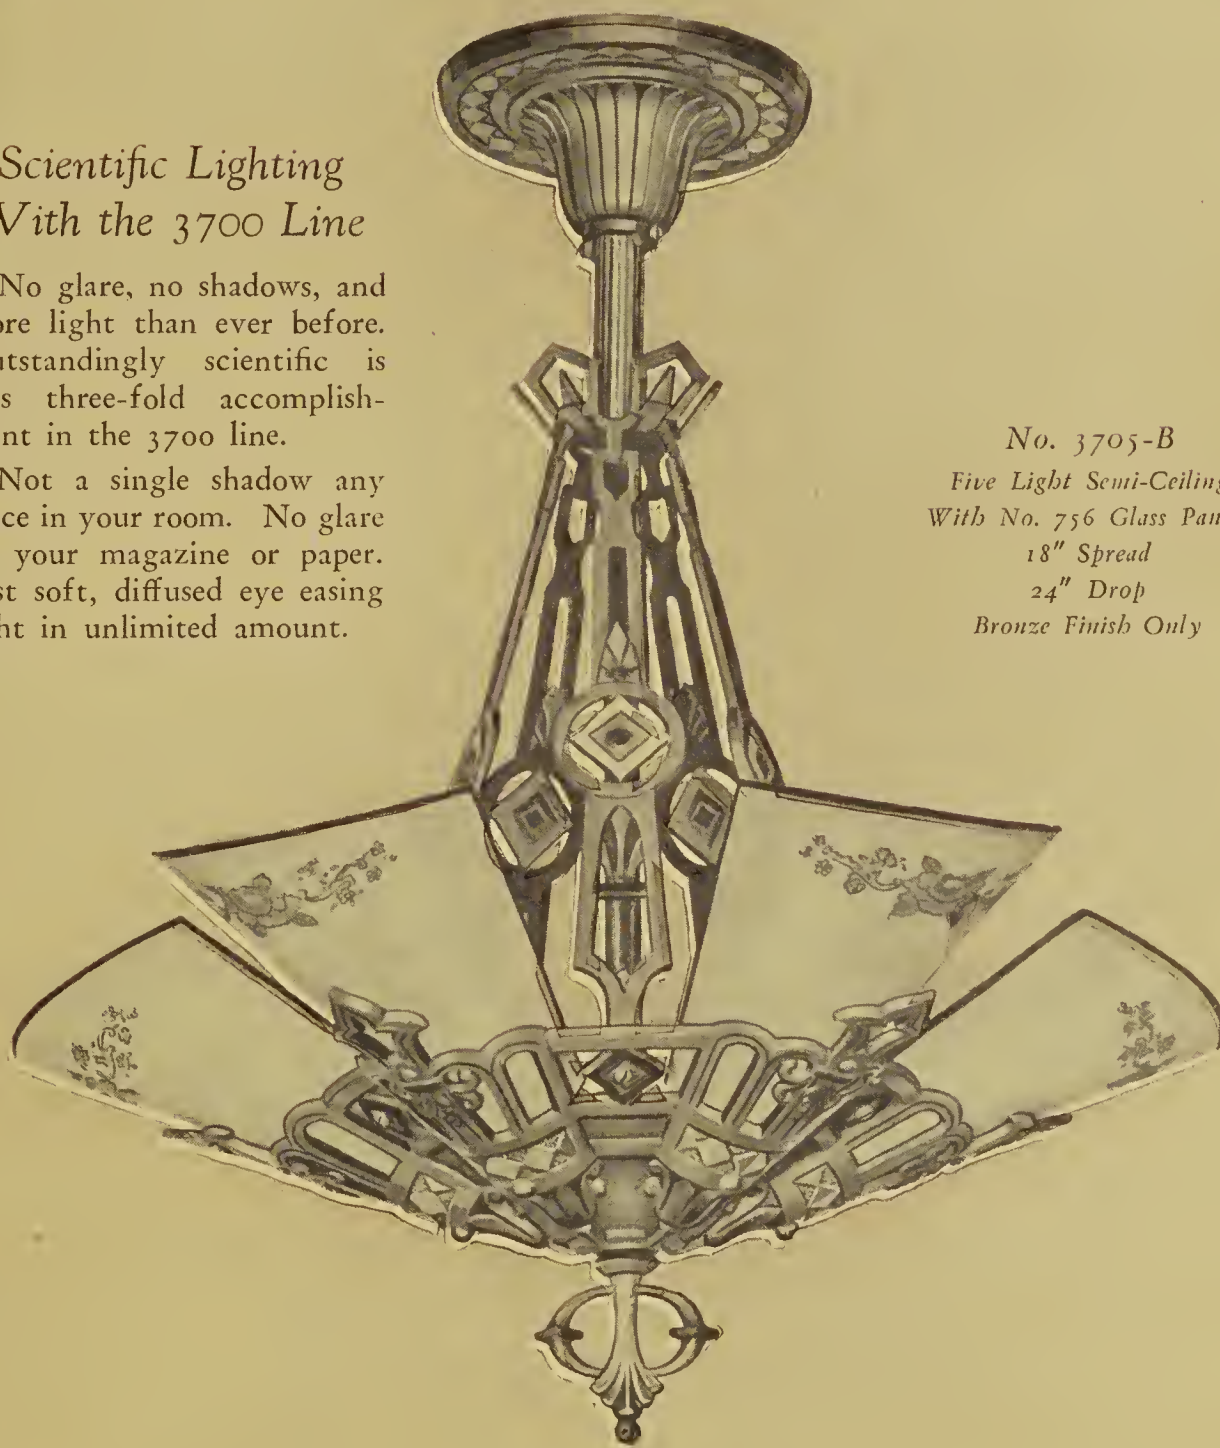 Scientific Lighting
With the 3700 Line
No glare, no shadows, and
ore light than ever before.
utstandingly scientific is
s three-fold accomplish-
nt in the 3700 line.
Not a single shadow any
ce in your room. No glare
your magazine or paper.
st soft, diffused eye easing
ht in unlimited amount.
No. 3705-B
Five Light Semi-Ceiling
With No. 756 Glass Pan
18" Spread
24" Drop
Bronze Finish Only